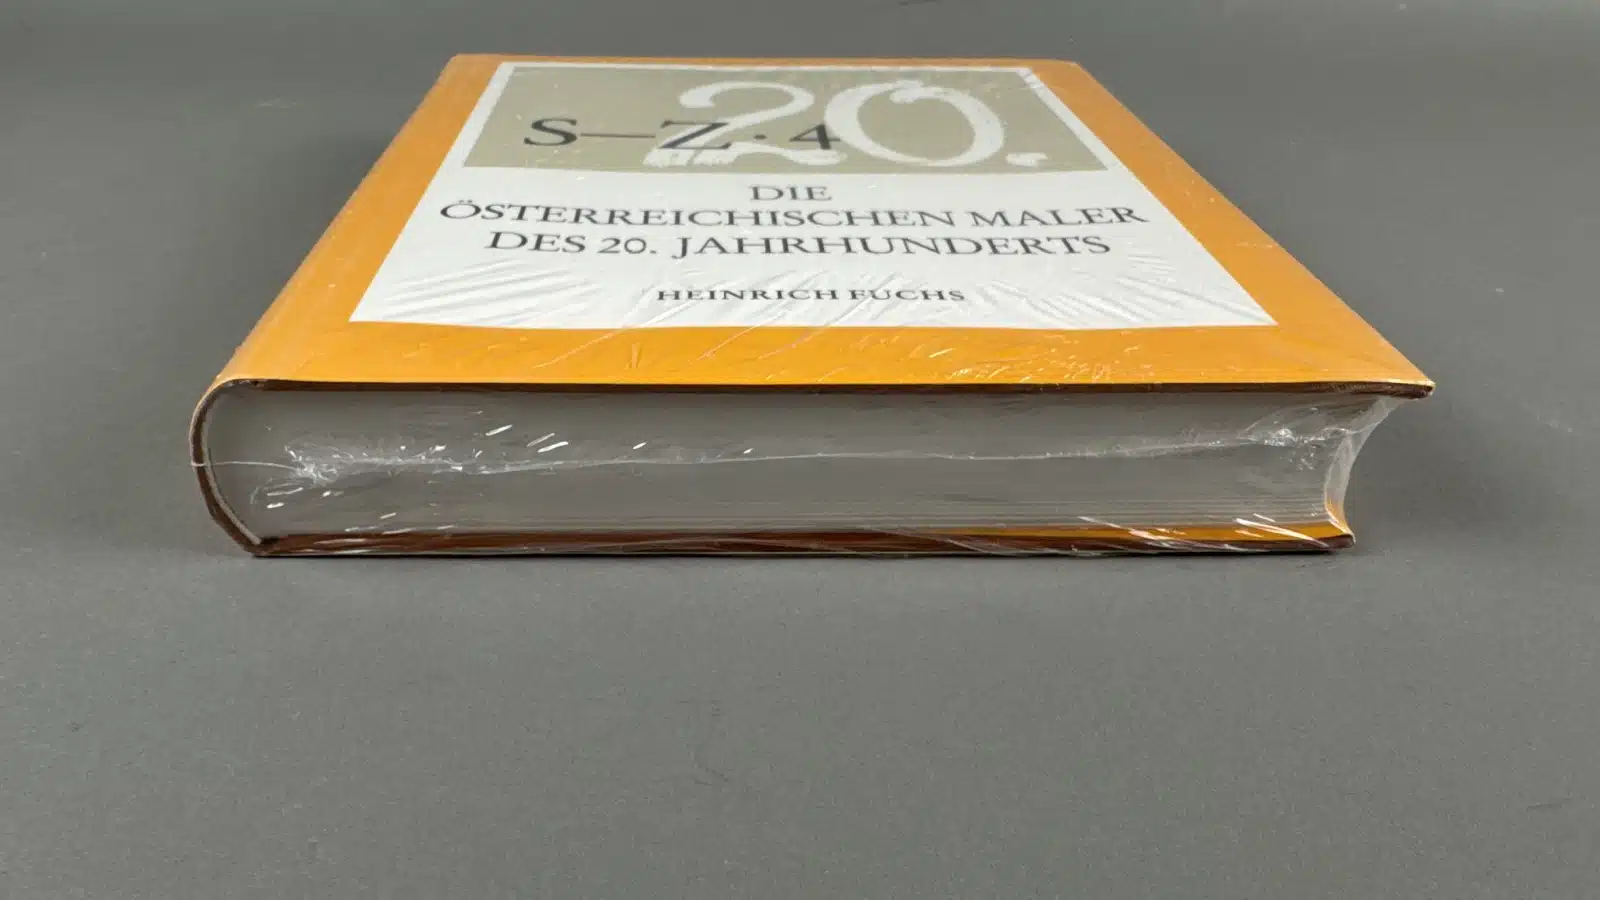 20.
S—Z · 4
DIE
ÖSTERREICHISCHEN MALER
DES 20. JAHRHUNDERTS
HEINRICH FUCHS